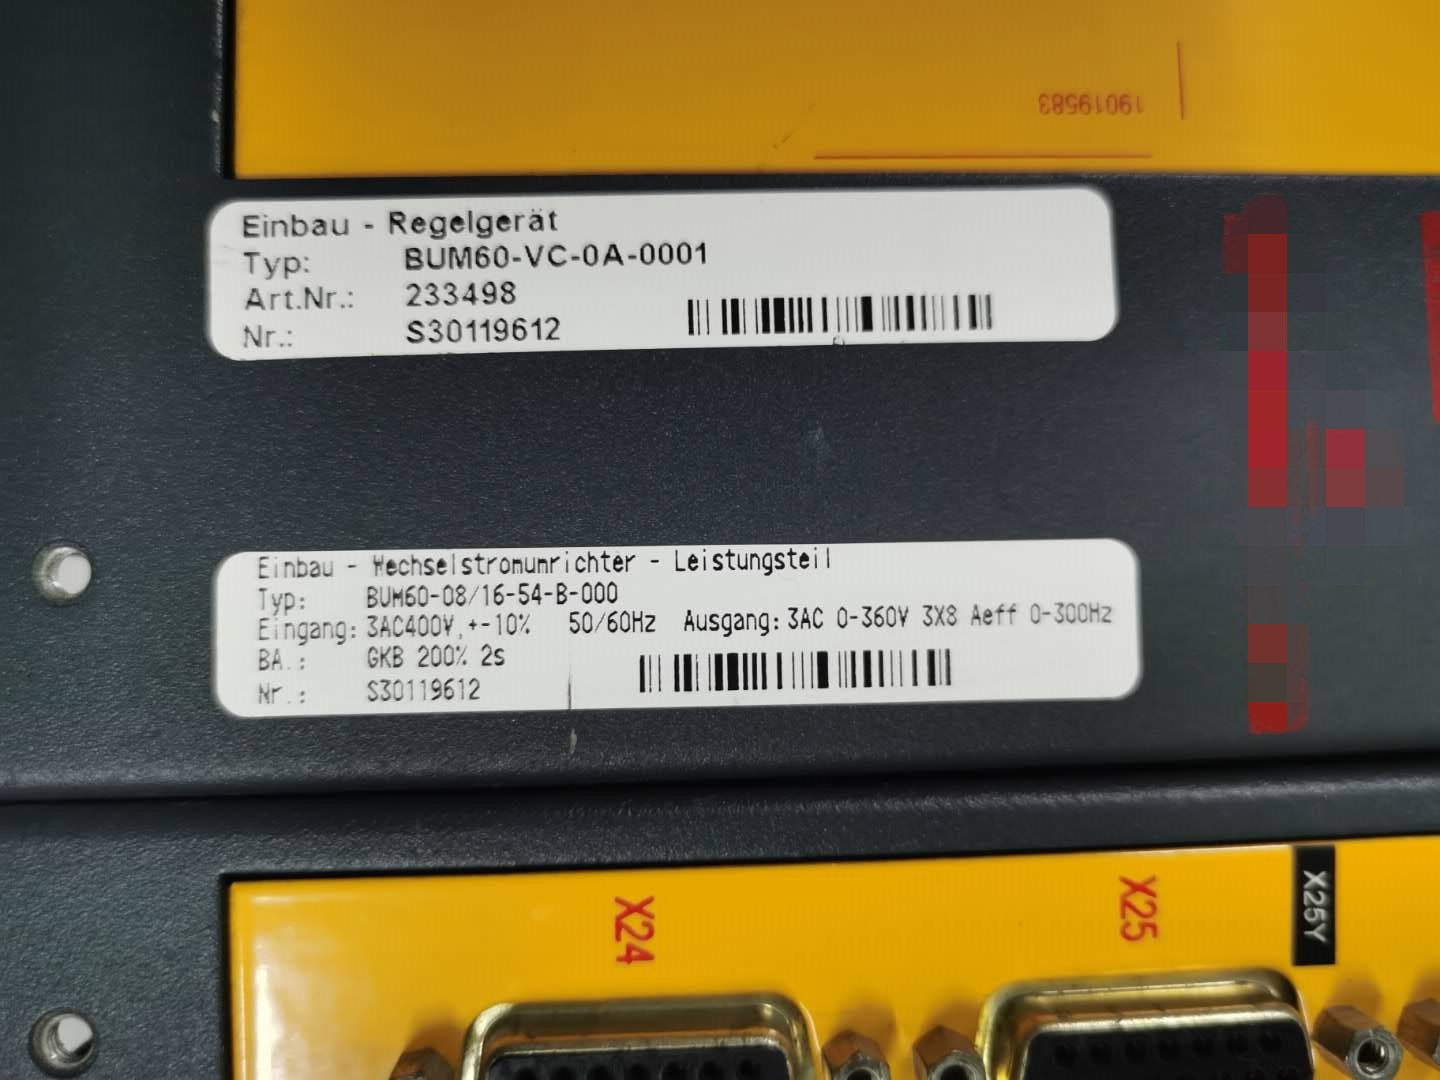 19019583
Einbau - Regelgerät
Typ: BUM60-VC-0A-0001
Art.Nr.: 233498
Nr.: S30119612
Einbau - Wechselstromumrichter - Leistungsteil
Typ: BUM60-08/16-54-B-000
Eingang: 3AC400V,+-10% 50/60Hz Ausgang: 3AC 0-360V 3X8 Aeff 0-300Hz
BA.: GKB 200% 2s
Nr.: S30119612
X24
X25
X25Y